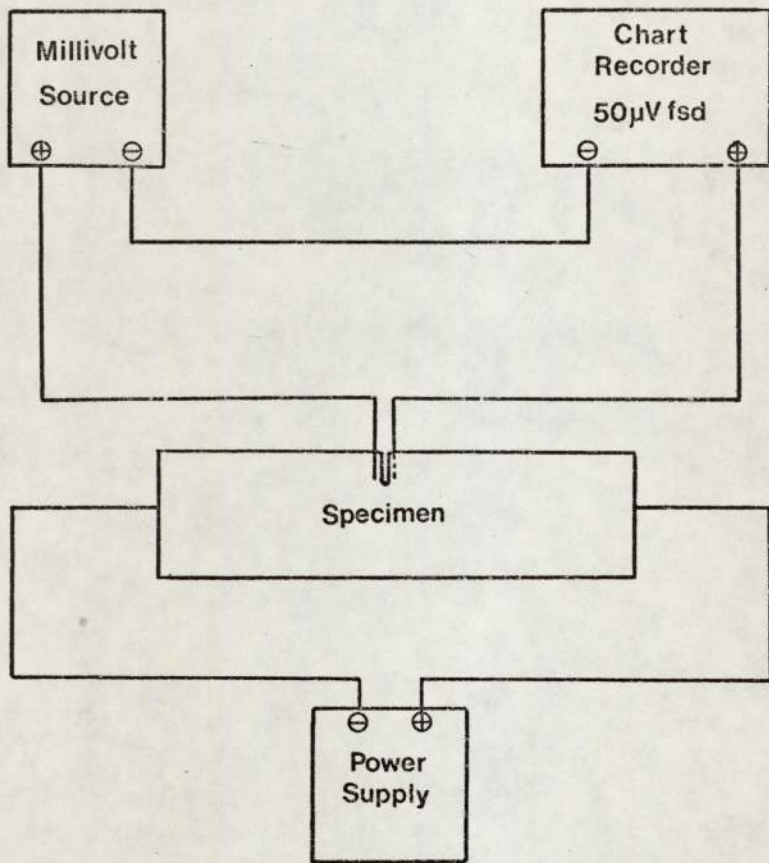 Millivolt
Source
⊕ ⊖
Chart
Recorder
50µV fsd
⊖ ⊕
Specimen
⊖ ⊕
Power
Supply